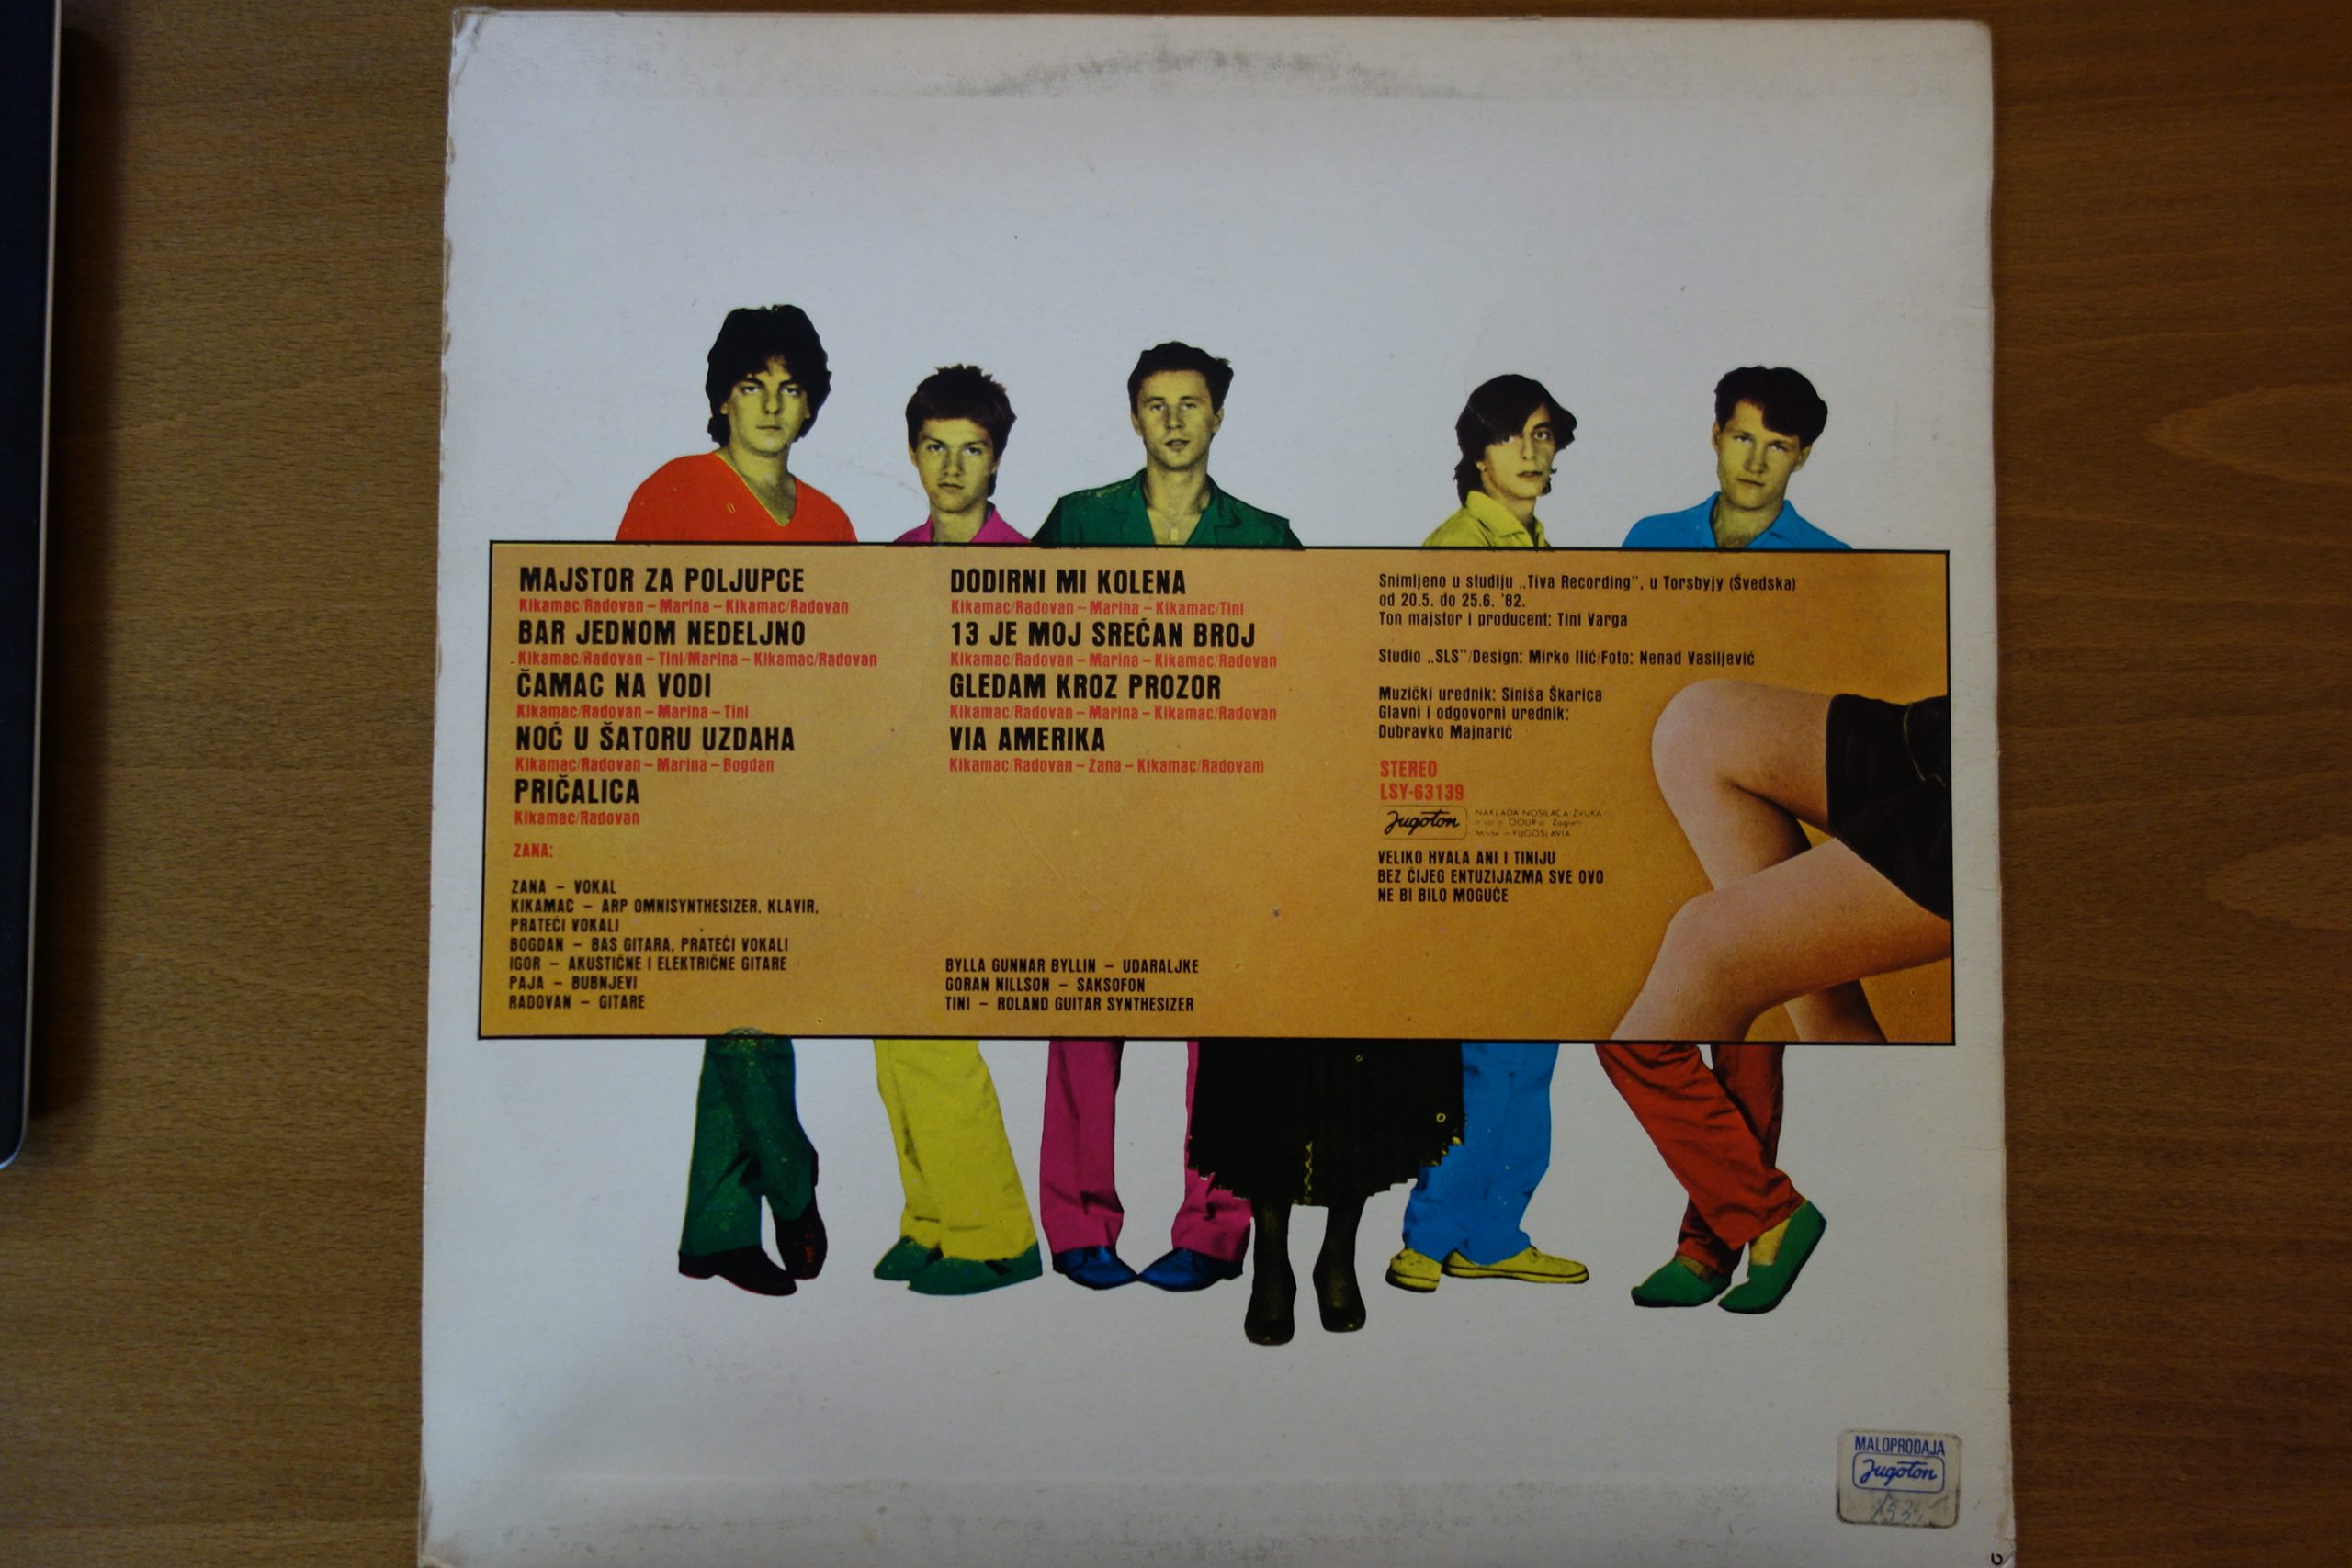 MAJSTOR ZA POLJUPCE
Kikamac/Radovan – Marina – Kikamac/Radovan
BAR JEDNOM NEDELJNO
Kikamac/Radovan – Tini/Marina – Kikamac/Radovan
ČAMAC NA VODI
Kikamac/Radovan – Marina – Tini
NOĆ U ŠATORU UZDAHA
Kikamac/Radovan – Marina – Bogdan
PRIČALICA
Kikamac/Radovan
ZANA:
ZANA – VOKAL
KIKAMAC – ARP OMNISYNTHESIZER, KLAVIR,
PRATEĆI VOKALI
BOGDAN – BAS GITARA, PRATEĆI VOKALI
IGOR – AKUSTIČNE I ELEKTRIČNE GITARE
PAJA – BUBNJEVI
RADOVAN – GITARE
DODIRNI MI KOLENA
Kikamac/Radovan – Marina – Kikamac/Tini
13 JE MOJ SREĆAN BROJ
Kikamac/Radovan – Marina – Kikamac/Radovan
GLEDAM KROZ PROZOR
Kikamac/Radovan – Marina – Kikamac/Radovan
VIA AMERIKA
Kikamac/Radovan – Zana – Kikamac/Radovan)
BYLLA GUNNAR BYLLIN – UDARALJKE
GORAN NILLSON – SAKSOFON
TINI – ROLAND GUITAR SYNTHESIZER
Snimljeno u studiju „Tiva Recording", u Torsbyjy (Švedska)
od 20.5. do 25.6. '82.
Ton majstor i producent: Tini Varga
Studio „SLS"/Design: Mirko Ilić/Foto: Nenad Vasiljević
Muzički urednik: Siniša Škarica
Glavni i odgovorni urednik:
Dubravko Majnarić
STEREO
LSY-63139
Jugoton
NAKLADA NOSILACA ZVUKA
OOUR Zagreb
YUGOSLAVIA
VELIKO HVALA ANI I TINIJU
BEZ ČIJEG ENTUZIJAZMA SVE OVO
NE BI BILO MOGUĆE
MALOPRODAJA
Jugoton